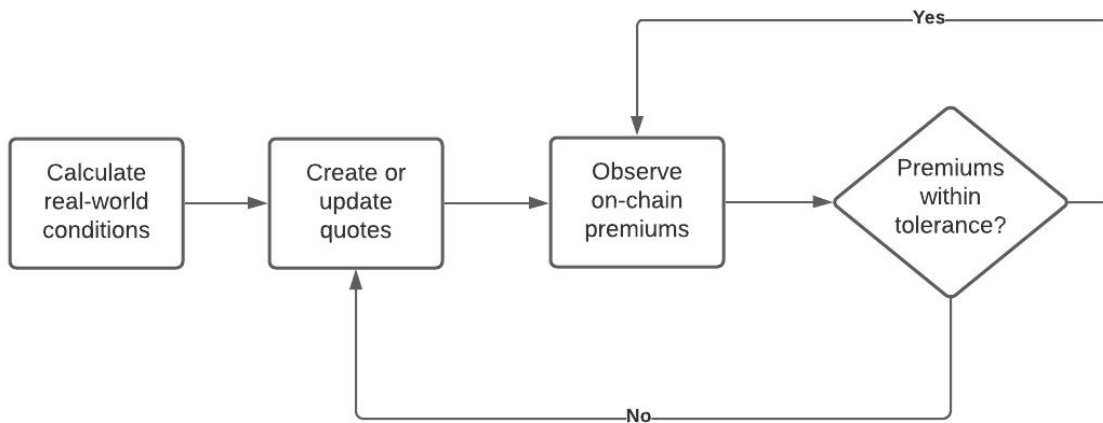 Yes
Calculate
real-world
conditions
Create or
update
quotes
Observe
on-chain
premiums
Premiums
within
tolerance?
No